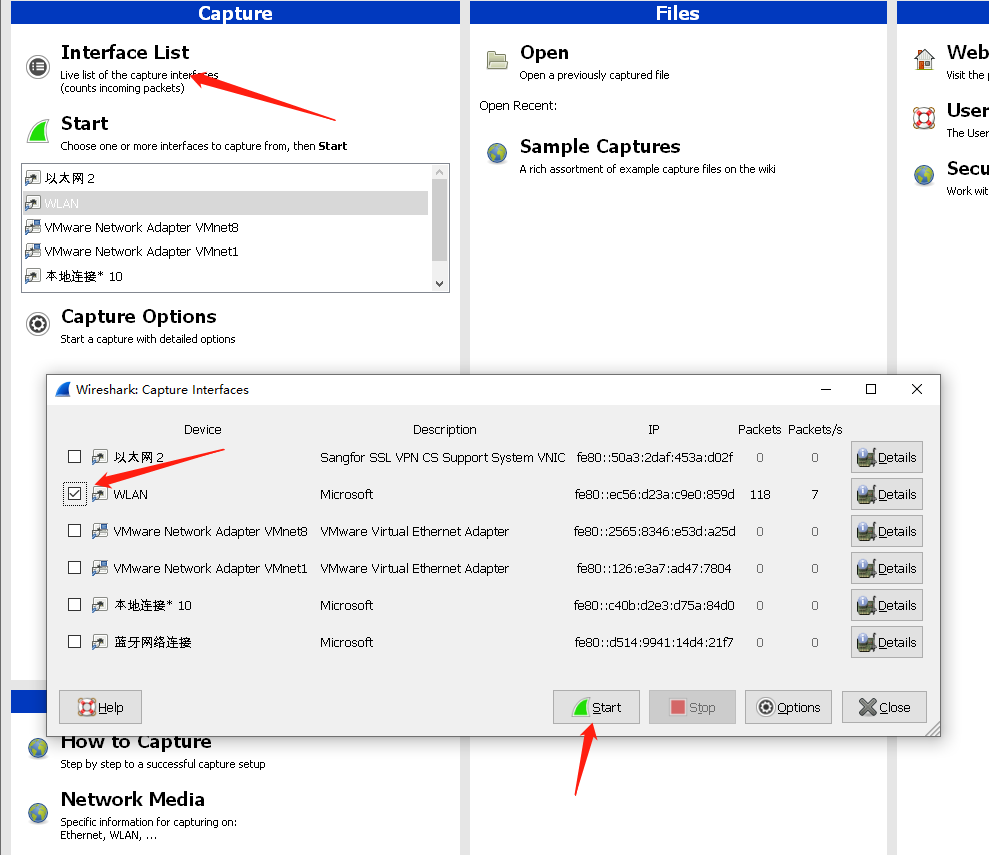 Capture
Interface List
Live list of the capture interfaces
(counts incoming packets)
Start
Choose one or more interfaces to capture from, then Start
以太网 2
WLAN
VMware Network Adapter VMnet8
VMware Network Adapter VMnet1
本地连接* 10
Capture Options
Start a capture with detailed options
Files
Open
Open a previously captured file
Open Recent:
Sample Captures
A rich assortment of example capture files on the wiki
Web
Visit the
User
The User
Secu
Work wit
Wireshark: Capture Interfaces
Device Description IP Packets Packets/s
以太网 2 Sangfor SSL VPN CS Support System VNIC fe80::50a3:2daf:453a:d02f 0 0 Details
WLAN Microsoft fe80::ec56:d23a:c9e0:859d 118 7 Details
VMware Network Adapter VMnet8 VMware Virtual Ethernet Adapter fe80::2565:8346:e53d:a25d 0 0 Details
VMware Network Adapter VMnet1 VMware Virtual Ethernet Adapter fe80::126:e3a7:ad47:7804 0 0 Details
本地连接* 10 Microsoft fe80::c40b:d2e3:d75a:84d0 0 0 Details
蓝牙网络连接 Microsoft fe80::d514:9941:14d4:21f7 0 0 Details
Help Start Stop Options Close
How to Capture
Step by step to a successful capture setup
Network Media
Specific information for capturing on:
Ethernet, WLAN, ...